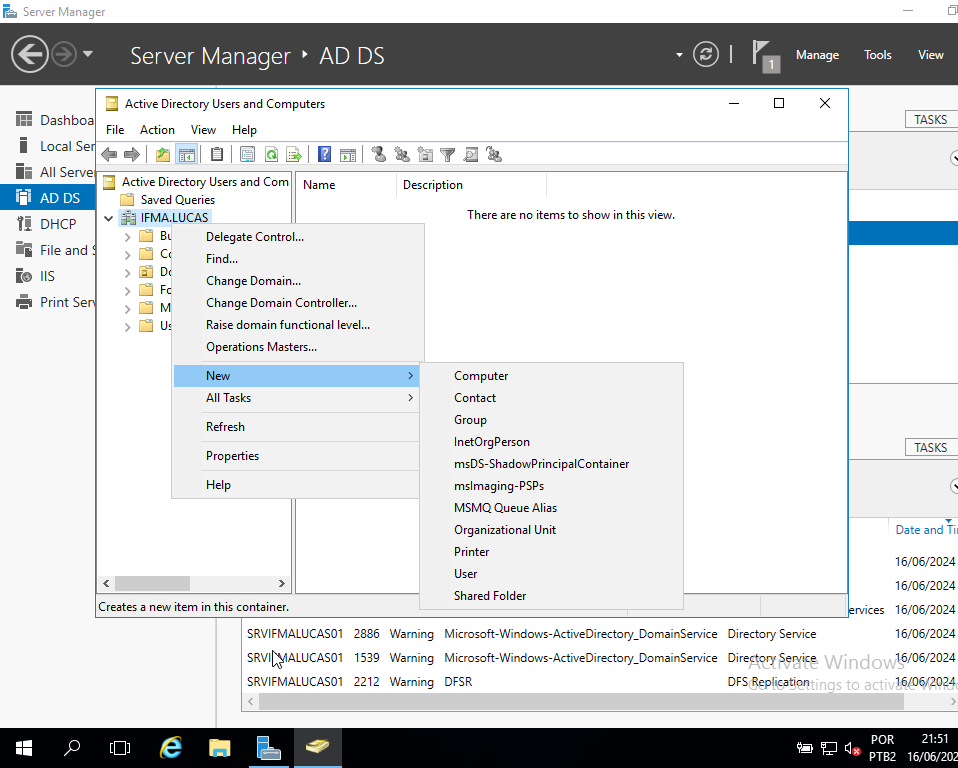 Server Manager
Server Manager ‣ AD DS
1
Manage
Tools
View
Dashboa
Local Ser
All Server
AD DS
DHCP
File and S
IIS
Print Serv
TASKS
Active Directory Users and Computers
File Action View Help
Active Directory Users and Com
Saved Queries
IFMA.LUCAS
Bu
Co
Do
Fo
M
Us
Name Description
There are no items to show in this view.
Delegate Control...
Find...
Change Domain...
Change Domain Controller...
Raise domain functional level...
Operations Masters...
New
All Tasks
Refresh
Properties
Help
Computer
Contact
Group
InetOrgPerson
msDS-ShadowPrincipalContainer
msImaging-PSPs
MSMQ Queue Alias
Organizational Unit
Printer
User
Shared Folder
Creates a new item in this container.
TASKS
Date and Ti
16/06/2024
16/06/2024
ervices 16/06/2024
SRVIFMALUCAS01 2886 Warning Microsoft-Windows-ActiveDirectory_DomainService Directory Service 16/06/2024
SRVIFMALUCAS01 1539 Warning Microsoft-Windows-ActiveDirectory_DomainService Directory Service 16/06/2024
SRVIFMALUCAS01 2212 Warning DFSR DFS Replication 16/06/2024
Activate Windows
Go to Settings to activate Windo
POR
PTB2
21:51
16/06/202